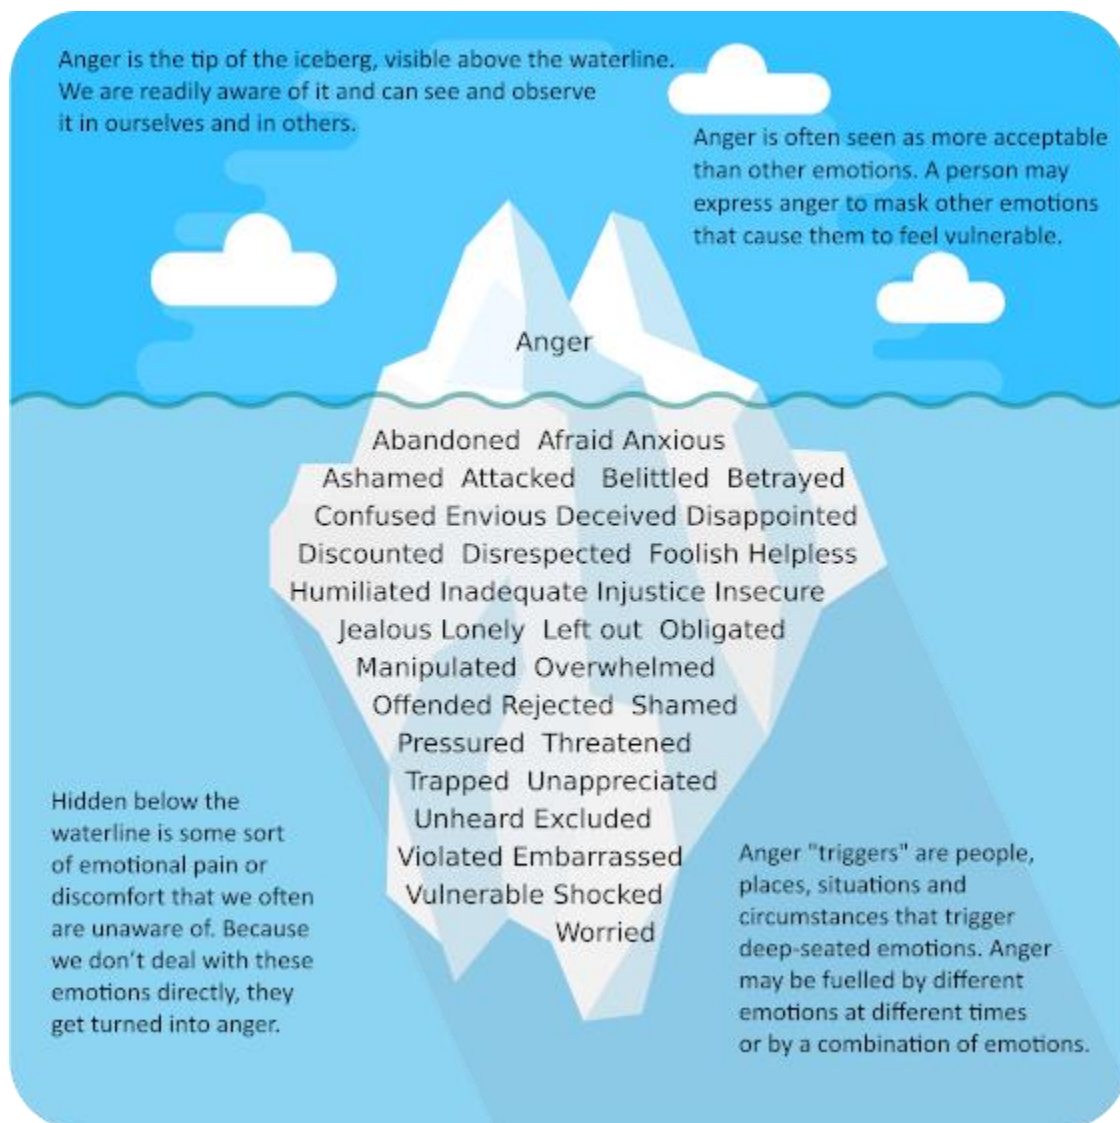 Anger is the tip of the iceberg, visible above the waterline.
We are readily aware of it and can see and observe
it in ourselves and in others.
Anger is often seen as more acceptable
than other emotions. A person may
express anger to mask other emotions
that cause them to feel vulnerable.
Anger
Abandoned Afraid Anxious
Ashamed Attacked Belittled Betrayed
Confused Envious Deceived Disappointed
Discounted Disrespected Foolish Helpless
Humiliated Inadequate Injustice Insecure
Jealous Lonely Left out Obligated
Manipulated Overwhelmed
Offended Rejected Shamed
Pressured Threatened
Trapped Unappreciated
Unheard Excluded
Violated Embarrassed
Vulnerable Shocked
Worried
Hidden below the
waterline is some sort
of emotional pain or
discomfort that we often
are unaware of. Because
we don't deal with these
emotions directly, they
get turned into anger.
Anger "triggers" are people,
places, situations and
circumstances that trigger
deep-seated emotions. Anger
may be fuelled by different
emotions at different times
or by a combination of emotions.